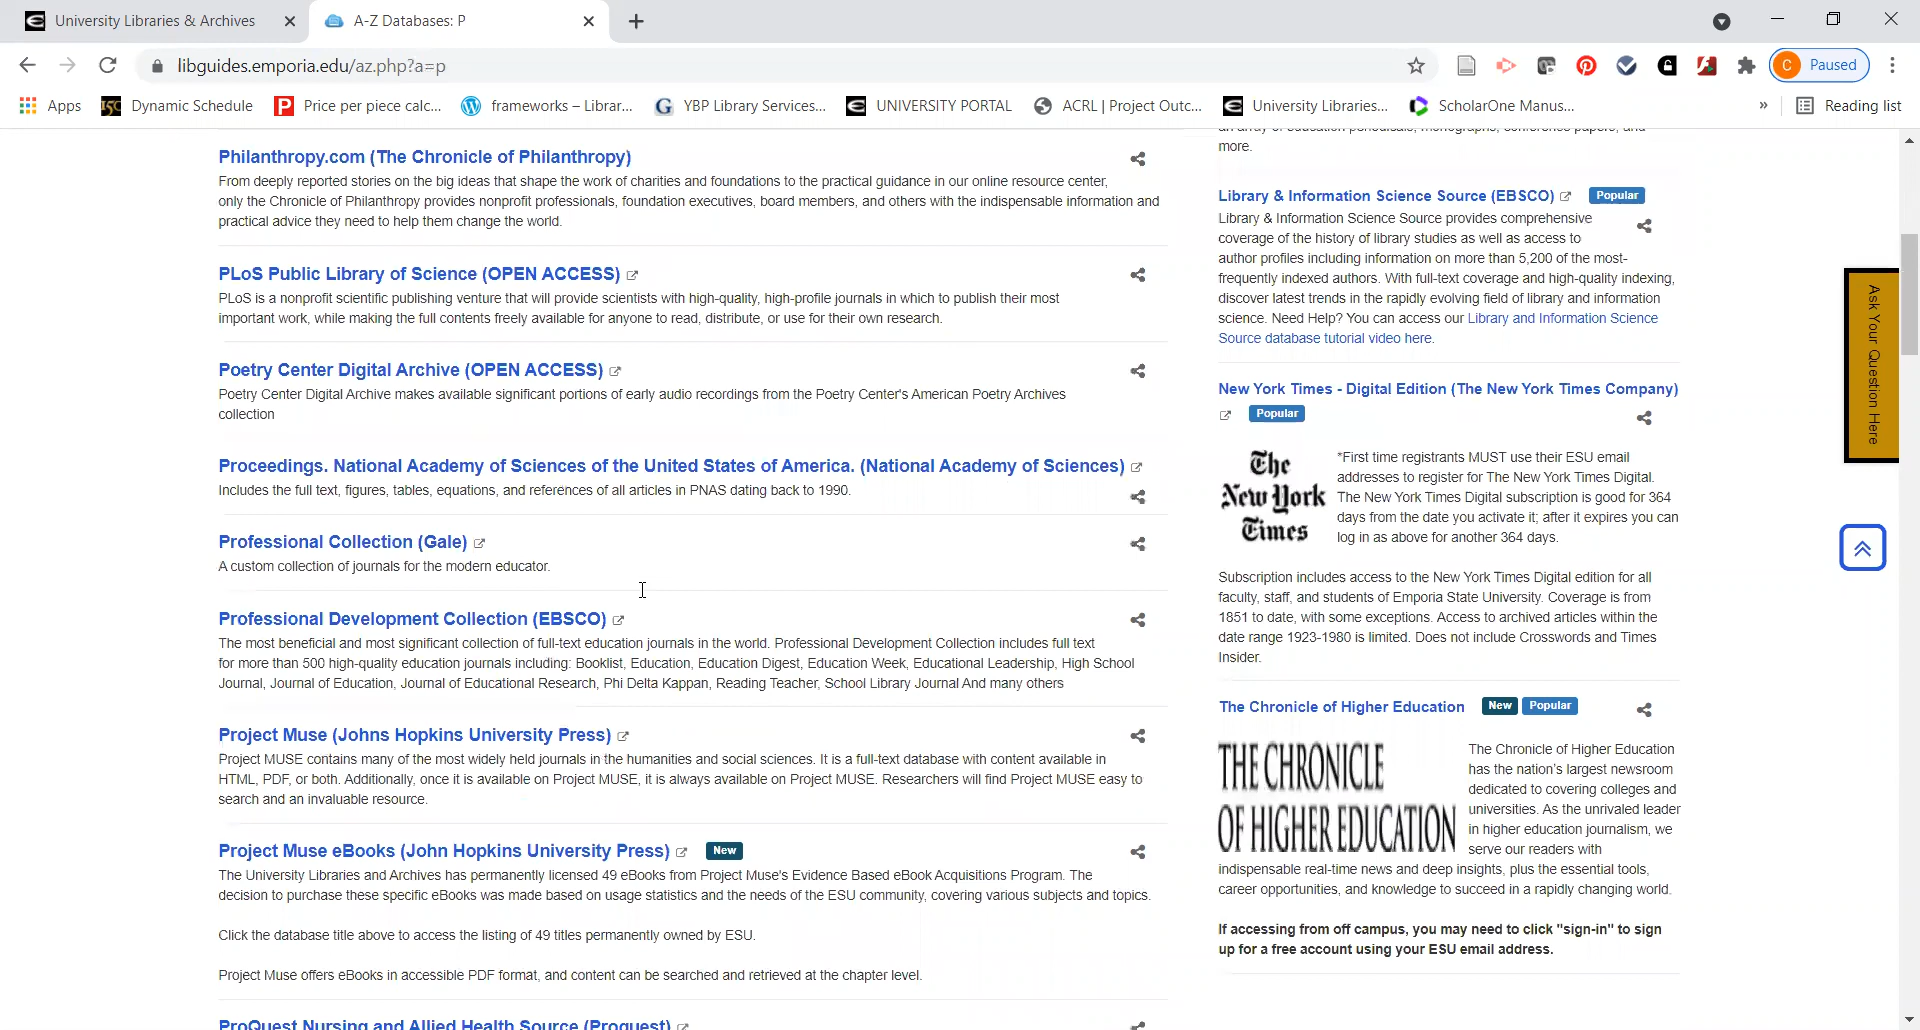 University Libraries & Archives
A-Z Databases: P
libguides.emporia.edu/az.php?a=p
C Paused
Apps
Dynamic Schedule
Price per piece calc...
frameworks – Librar...
YBP Library Services...
UNIVERSITY PORTAL
ACRL | Project Outc...
University Libraries...
ScholarOne Manus...
»
Reading list
Philanthropy.com (The Chronicle of Philanthropy)
From deeply reported stories on the big ideas that shape the work of charities and foundations to the practical guidance in our online resource center,
only the Chronicle of Philanthropy provides nonprofit professionals, foundation executives, board members, and others with the indispensable information and
practical advice they need to help them change the world.
PLoS Public Library of Science (OPEN ACCESS)
PLoS is a nonprofit scientific publishing venture that will provide scientists with high-quality, high-profile journals in which to publish their most
important work, while making the full contents freely available for anyone to read, distribute, or use for their own research.
Poetry Center Digital Archive (OPEN ACCESS)
Poetry Center Digital Archive makes available significant portions of early audio recordings from the Poetry Center's American Poetry Archives
collection
Proceedings. National Academy of Sciences of the United States of America. (National Academy of Sciences)
Includes the full text, figures, tables, equations, and references of all articles in PNAS dating back to 1990.
Professional Collection (Gale)
A custom collection of journals for the modern educator.
Professional Development Collection (EBSCO)
The most beneficial and most significant collection of full-text education journals in the world. Professional Development Collection includes full text
for more than 500 high-quality education journals including: Booklist, Education, Education Digest, Education Week, Educational Leadership, High School
Journal, Journal of Education, Journal of Educational Research, Phi Delta Kappan, Reading Teacher, School Library Journal And many others
Project Muse (Johns Hopkins University Press)
Project MUSE contains many of the most widely held journals in the humanities and social sciences. It is a full-text database with content available in
HTML, PDF, or both. Additionally, once it is available on Project MUSE, it is always available on Project MUSE. Researchers will find Project MUSE easy to
search and an invaluable resource.
Project Muse eBooks (John Hopkins University Press) New
The University Libraries and Archives has permanently licensed 49 eBooks from Project Muse's Evidence Based eBook Acquisitions Program. The
decision to purchase these specific eBooks was made based on usage statistics and the needs of the ESU community, covering various subjects and topics.
Click the database title above to access the listing of 49 titles permanently owned by ESU.
Project Muse offers eBooks in accessible PDF format, and content can be searched and retrieved at the chapter level.
ProQuest Nursing and Allied Health Source (Proquest)
an array of education periodicals, monographs, conference papers, and
more.
Library & Information Science Source (EBSCO) Popular
Library & Information Science Source provides comprehensive
coverage of the history of library studies as well as access to
author profiles including information on more than 5,200 of the most-
frequently indexed authors. With full-text coverage and high-quality indexing,
discover latest trends in the rapidly evolving field of library and information
science. Need Help? You can access our Library and Information Science
Source database tutorial video here.
New York Times - Digital Edition (The New York Times Company)
Popular
The
New York
Times
*First time registrants MUST use their ESU email
addresses to register for The New York Times Digital.
The New York Times Digital subscription is good for 364
days from the date you activate it; after it expires you can
log in as above for another 364 days.
Subscription includes access to the New York Times Digital edition for all
faculty, staff, and students of Emporia State University. Coverage is from
1851 to date, with some exceptions. Access to archived articles within the
date range 1923-1980 is limited. Does not include Crosswords and Times
Insider.
The Chronicle of Higher Education New Popular
THE CHRONICLE
OF HIGHER EDUCATION
The Chronicle of Higher Education
has the nation's largest newsroom
dedicated to covering colleges and
universities. As the unrivaled leader
in higher education journalism, we
serve our readers with
indispensable real-time news and deep insights, plus the essential tools,
career opportunities, and knowledge to succeed in a rapidly changing world.
If accessing from off campus, you may need to click "sign-in" to sign
up for a free account using your ESU email address.
Ask Your Question Here